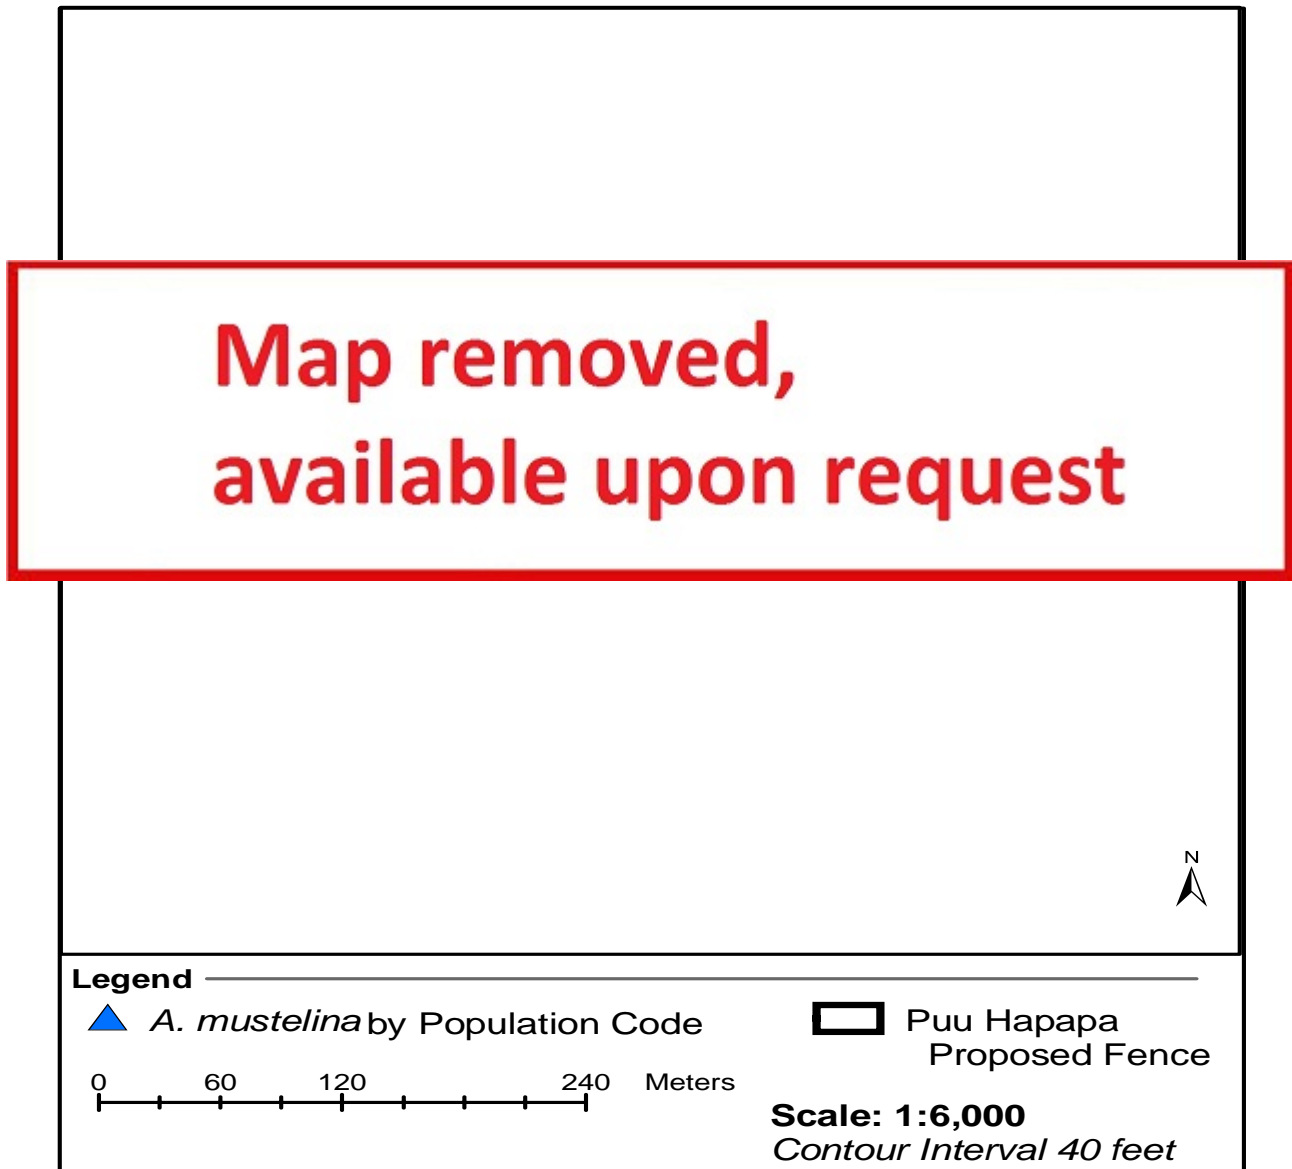 Map removed,
available upon request
N
Legend
A. mustelina by Population Code
Puu Hapapa
Proposed Fence
0 60 120 240 Meters
Scale: 1:6,000
Contour Interval 40 feet